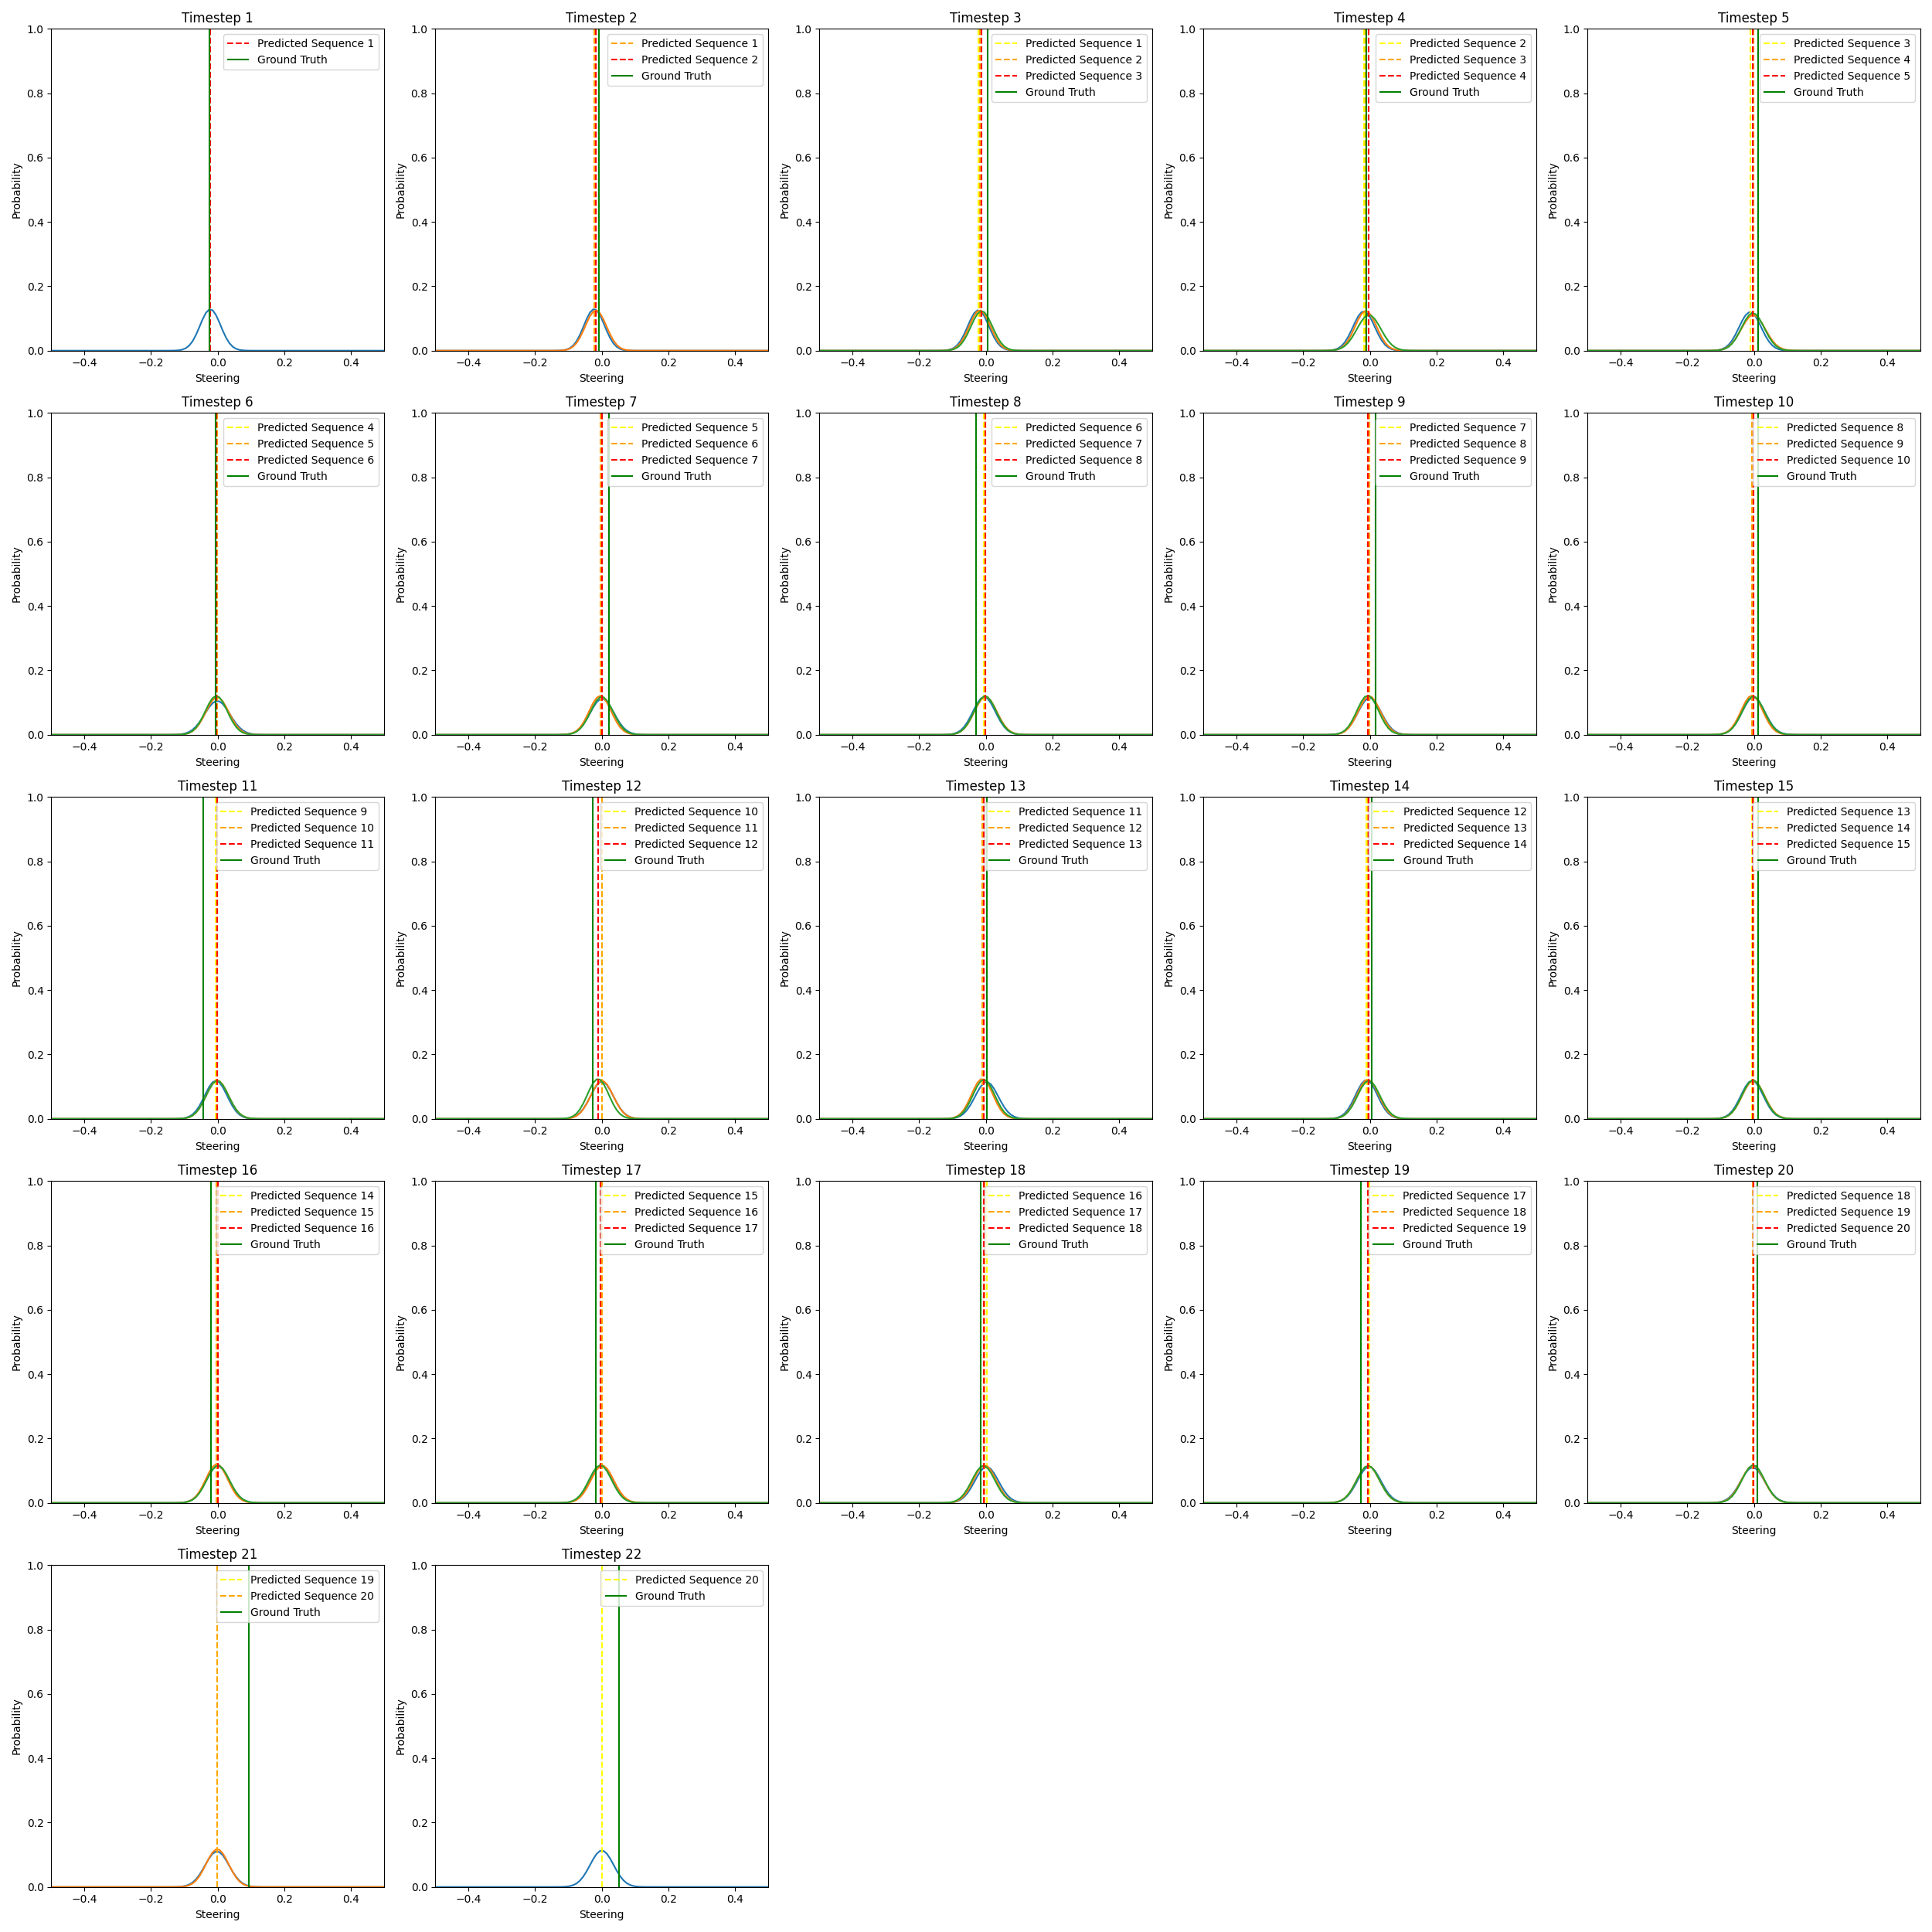 Timestep 1
Predicted Sequence 1
Ground Truth
Probability
1.0
0.8
0.6
0.4
0.2
0.0
−0.4 −0.2 0.0 0.2 0.4
Steering
Timestep 2
Predicted Sequence 1
Predicted Sequence 2
Ground Truth
Probability
1.0
0.8
0.6
0.4
0.2
0.0
−0.4 −0.2 0.0 0.2 0.4
Steering
Timestep 3
Predicted Sequence 1
Predicted Sequence 2
Predicted Sequence 3
Ground Truth
Probability
1.0
0.8
0.6
0.4
0.2
0.0
−0.4 −0.2 0.0 0.2 0.4
Steering
Timestep 4
Predicted Sequence 2
Predicted Sequence 3
Predicted Sequence 4
Ground Truth
Probability
1.0
0.8
0.6
0.4
0.2
0.0
−0.4 −0.2 0.0 0.2 0.4
Steering
Timestep 5
Predicted Sequence 3
Predicted Sequence 4
Predicted Sequence 5
Ground Truth
Probability
1.0
0.8
0.6
0.4
0.2
0.0
−0.4 −0.2 0.0 0.2 0.4
Steering
Timestep 6
Predicted Sequence 4
Predicted Sequence 5
Predicted Sequence 6
Ground Truth
Probability
1.0
0.8
0.6
0.4
0.2
0.0
−0.4 −0.2 0.0 0.2 0.4
Steering
Timestep 7
Predicted Sequence 5
Predicted Sequence 6
Predicted Sequence 7
Ground Truth
Probability
1.0
0.8
0.6
0.4
0.2
0.0
−0.4 −0.2 0.0 0.2 0.4
Steering
Timestep 8
Predicted Sequence 6
Predicted Sequence 7
Predicted Sequence 8
Ground Truth
Probability
1.0
0.8
0.6
0.4
0.2
0.0
−0.4 −0.2 0.0 0.2 0.4
Steering
Timestep 9
Predicted Sequence 7
Predicted Sequence 8
Predicted Sequence 9
Ground Truth
Probability
1.0
0.8
0.6
0.4
0.2
0.0
−0.4 −0.2 0.0 0.2 0.4
Steering
Timestep 10
Predicted Sequence 8
Predicted Sequence 9
Predicted Sequence 10
Ground Truth
Probability
1.0
0.8
0.6
0.4
0.2
0.0
−0.4 −0.2 0.0 0.2 0.4
Steering
Timestep 11
Predicted Sequence 9
Predicted Sequence 10
Predicted Sequence 11
Ground Truth
Probability
1.0
0.8
0.6
0.4
0.2
0.0
−0.4 −0.2 0.0 0.2 0.4
Steering
Timestep 12
Predicted Sequence 10
Predicted Sequence 11
Predicted Sequence 12
Ground Truth
Probability
1.0
0.8
0.6
0.4
0.2
0.0
−0.4 −0.2 0.0 0.2 0.4
Steering
Timestep 13
Predicted Sequence 11
Predicted Sequence 12
Predicted Sequence 13
Ground Truth
Probability
1.0
0.8
0.6
0.4
0.2
0.0
−0.4 −0.2 0.0 0.2 0.4
Steering
Timestep 14
Predicted Sequence 12
Predicted Sequence 13
Predicted Sequence 14
Ground Truth
Probability
1.0
0.8
0.6
0.4
0.2
0.0
−0.4 −0.2 0.0 0.2 0.4
Steering
Timestep 15
Predicted Sequence 13
Predicted Sequence 14
Predicted Sequence 15
Ground Truth
Probability
1.0
0.8
0.6
0.4
0.2
0.0
−0.4 −0.2 0.0 0.2 0.4
Steering
Timestep 16
Predicted Sequence 14
Predicted Sequence 15
Predicted Sequence 16
Ground Truth
Probability
1.0
0.8
0.6
0.4
0.2
0.0
−0.4 −0.2 0.0 0.2 0.4
Steering
Timestep 17
Predicted Sequence 15
Predicted Sequence 16
Predicted Sequence 17
Ground Truth
Probability
1.0
0.8
0.6
0.4
0.2
0.0
−0.4 −0.2 0.0 0.2 0.4
Steering
Timestep 18
Predicted Sequence 16
Predicted Sequence 17
Predicted Sequence 18
Ground Truth
Probability
1.0
0.8
0.6
0.4
0.2
0.0
−0.4 −0.2 0.0 0.2 0.4
Steering
Timestep 19
Predicted Sequence 17
Predicted Sequence 18
Predicted Sequence 19
Ground Truth
Probability
1.0
0.8
0.6
0.4
0.2
0.0
−0.4 −0.2 0.0 0.2 0.4
Steering
Timestep 20
Predicted Sequence 18
Predicted Sequence 19
Predicted Sequence 20
Ground Truth
Probability
1.0
0.8
0.6
0.4
0.2
0.0
−0.4 −0.2 0.0 0.2 0.4
Steering
Timestep 21
Predicted Sequence 19
Predicted Sequence 20
Ground Truth
Probability
1.0
0.8
0.6
0.4
0.2
0.0
−0.4 −0.2 0.0 0.2 0.4
Steering
Timestep 22
Predicted Sequence 20
Ground Truth
Probability
1.0
0.8
0.6
0.4
0.2
0.0
−0.4 −0.2 0.0 0.2 0.4
Steering